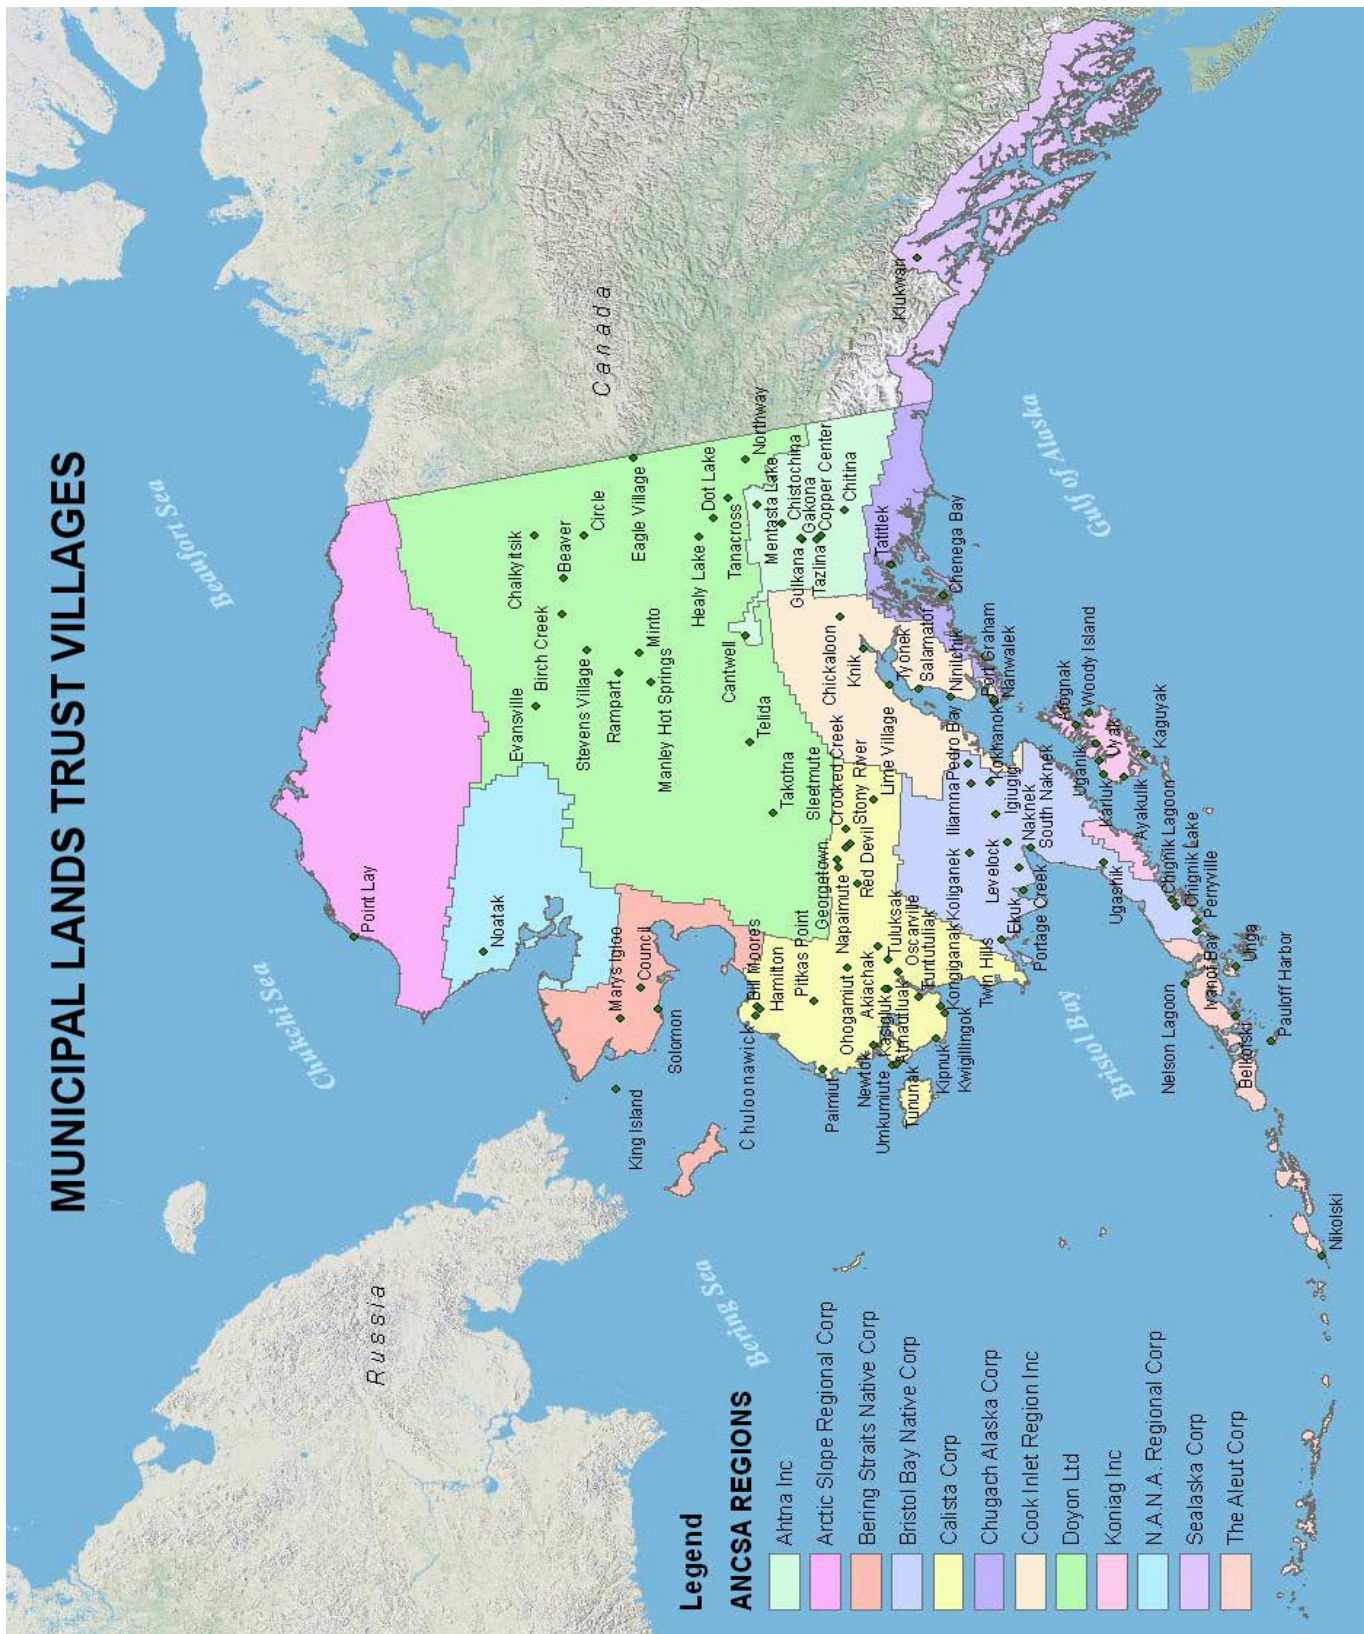 MUNICIPAL LANDS TRUST VILLAGES
Beaufort Sea
Chukchi Sea
Russia
Canada
Bering Sea
Bristol Bay
Gulf of Alaska
Point Lay
Noatak
Marys Igloo
Council
Solomon
King Island
Evansville
Birch Creek
Chalkyitsik
Beaver
Circle
Stevens Village
Rampart
Minto
Manley Hot Springs
Eagle Village
Healy Lake
Dot Lake
Tanacross
Northway
Mentasta Lake
Chistochina
Gakona
Gulkana
Copper Center
Tazlina
Chitina
Cantwell
Telida
Takotna
Chickaloon
Knik
Tyonek
Salamatof
Ninilchik
Port Graham
Nanwalek
Tatitlek
Chenega Bay
Klukwan
Chuloonawick
Bill Moores
Hamilton
Pitkas Point
Paimiut
Ohogamiut
Georgetown
Napaimute
Sleetmute
Crooked Creek
Stony River
Red Devil
Lime Village
Newtok
Umkumiute
Tununak
Kasigluk
Atmautluak
Akiachak
Tuluksak
Oscarville
Tuntutuliak
Kongiganak
Kipnuk
Kwigillingok
Twin Hills
Koliganek
Iliamna
Pedro Bay
Kokhanok
Igiugig
Levelock
Ekuk
Portage Creek
Naknek
South Naknek
Ugashik
Afognak
Woody Island
Uganik
Uyak
Karluk
Kaguyak
Ayakulik
Chignik Lagoon
Chignik Lake
Perryville
Ivanof Bay
Nelson Lagoon
Unga
Belkofski
Pauloff Harbor
Nikolski
Legend
ANCSA REGIONS
Ahtna Inc
Arctic Slope Regional Corp
Bering Straits Native Corp
Bristol Bay Native Corp
Calista Corp
Chugach Alaska Corp
Cook Inlet Region Inc
Doyon Ltd
Koniag Inc
N.A.N.A. Regional Corp
Sealaska Corp
The Aleut Corp